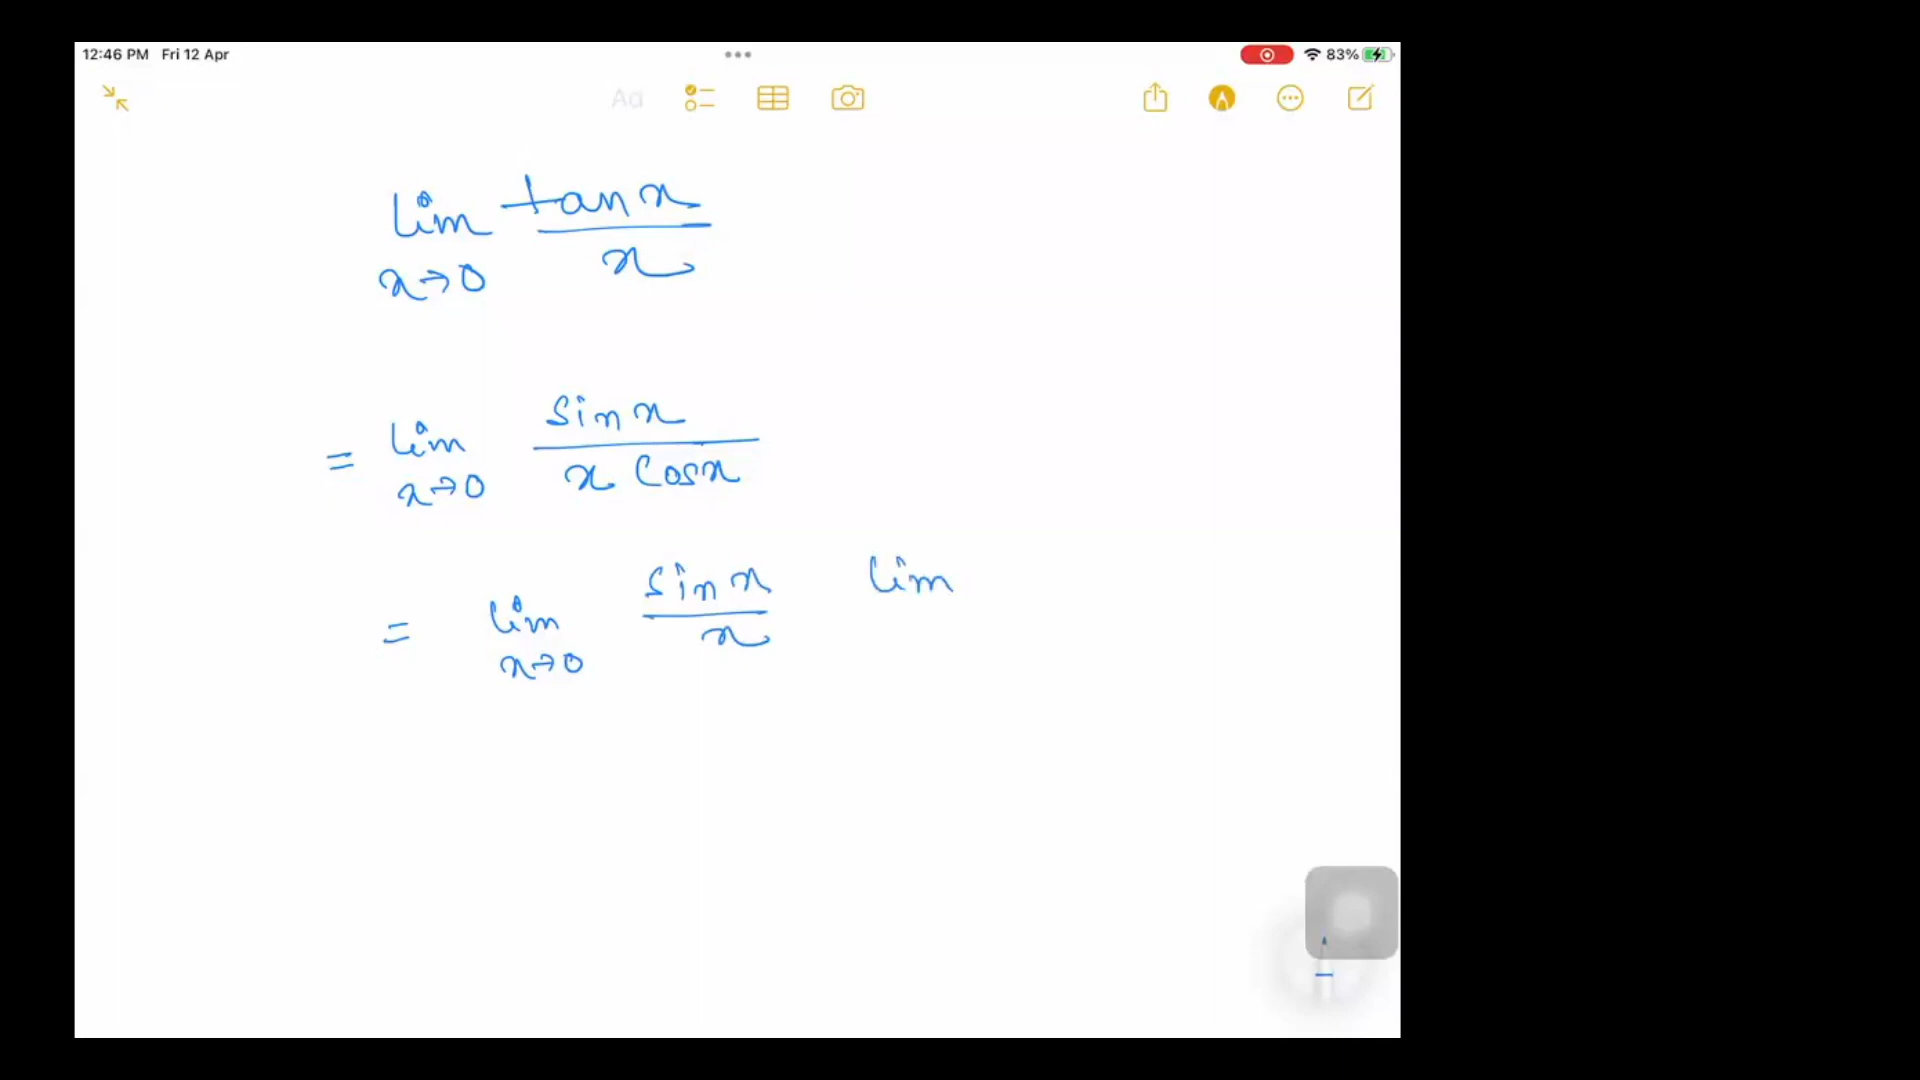 12:46 PM Fri 12 Apr 83%
Aa
lim tan x / x
x→0
= lim sin x / x cos x
x→0
= lim sin x / x lim
x→0